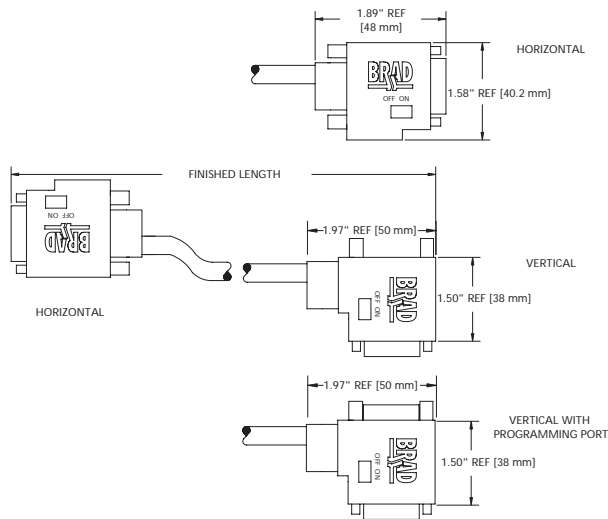 1.89" REF
[48 mm]
HORIZONTAL
BRAD
OFF ON
1.58" REF [40.2 mm]
FINISHED LENGTH
OFF ON
BRAD
HORIZONTAL
1.97" REF [50 mm]
VERTICAL
BRAD
OFF ON
1.50" REF [38 mm]
1.97" REF [50 mm]
VERTICAL WITH
PROGRAMMING PORT
BRAD
OFF ON
1.50" REF [38 mm]